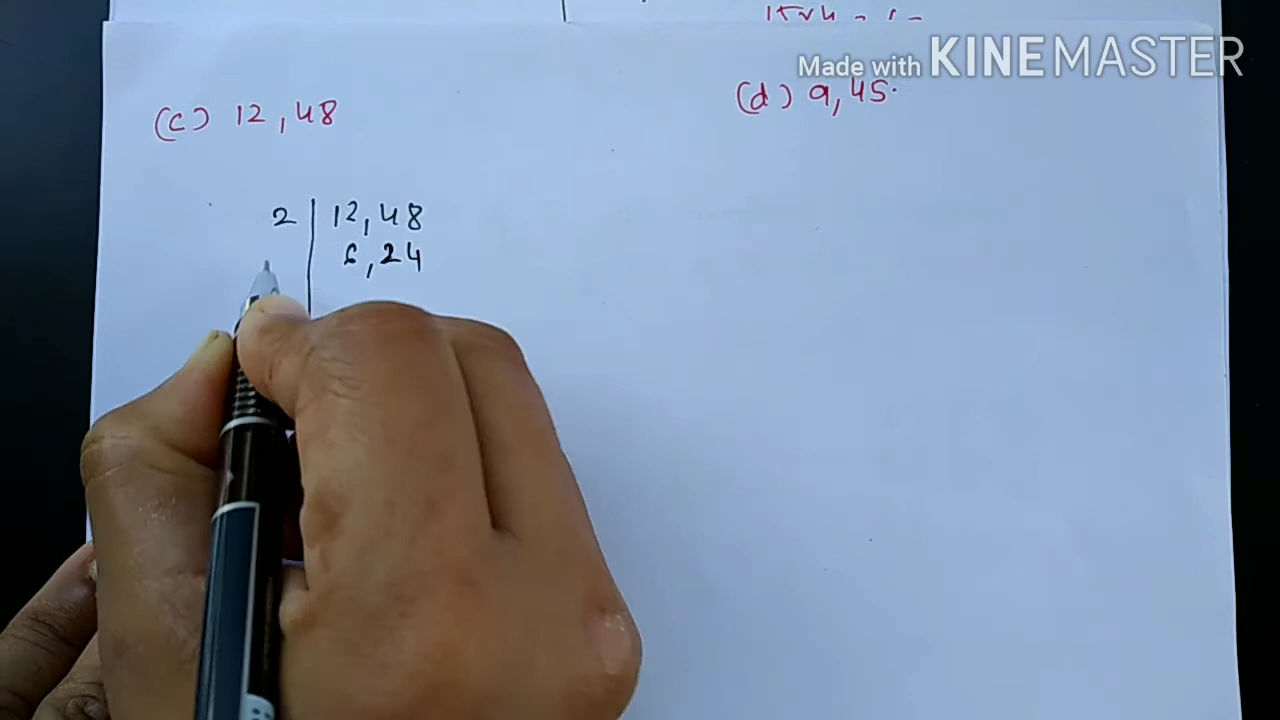 Made with KINEMASTER
(c) 12,48
(d) 9,45.
2 | 12,48
6,24